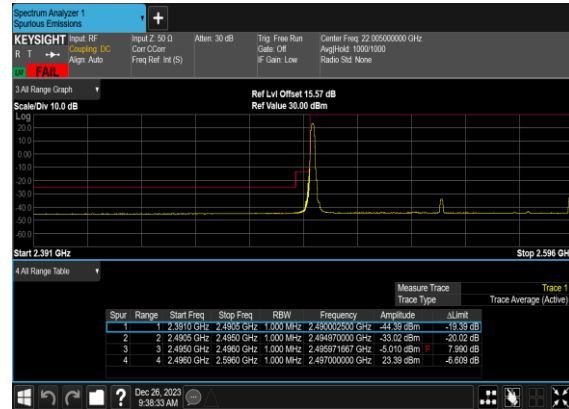 Spectrum Analyzer 1
Spurious Emissions
KEYSIGHT Input: RF Input Z: 50 Ω Atten: 30 dB Trig: Free Run Center Freq: 22.005000000 GHz
R T Coupling: DC Corr CCorr Gate: Off Avg|Hold: 1000/1000
Align: Auto Freq Ref: Int (S) IF Gain: Low Radio Std: None
LW FAIL
3 All Range Graph
Ref Lvl Offset 15.57 dB
Scale/Div 10.0 dB Ref Value 30.00 dBm
Log
20.0
10.0
0.00
-10.0
-20.0
-30.0
-40.0
-50.0
-60.0
Start 2.391 GHz Stop 2.596 GH
4 All Range Table
Measure Trace Trace 1
Trace Type Trace Average (Active)
Spur Range Start Freq Stop Freq RBW Frequency Amplitude ΔLimit
1 1 2.3910 GHz 2.4905 GHz 1.000 MHz 2.490002500 GHz -44.39 dBm -19.39 dB
2 2 2.4905 GHz 2.4950 GHz 1.000 MHz 2.494970000 GHz -33.02 dBm -20.02 dB
3 3 2.4950 GHz 2.4960 GHz 1.000 MHz 2.495971667 GHz -5.010 dBm F 7.990 dB
4 4 2.4960 GHz 2.5960 GHz 1.000 MHz 2.497000000 GHz 23.39 dBm -6.609 dB
? Dec 26, 2023
9:38:33 AM